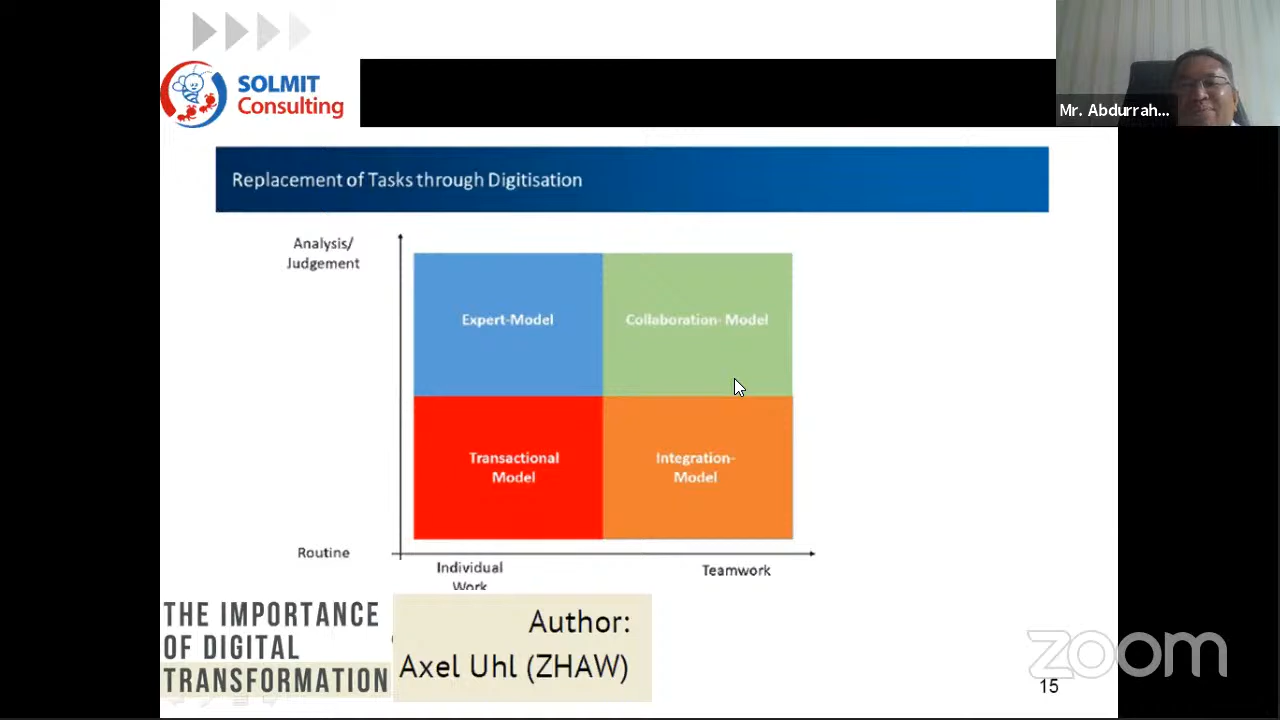 SOLMIT
Consulting
Mr. Abdurrah...
Replacement of Tasks through Digitisation
Analysis/
Judgement
Expert-Model
Collaboration- Model
Transactional
Model
Integration-
Model
Routine
Individual
Work
Teamwork
THE IMPORTANCE
OF DIGITAL
TRANSFORMATION
Author:
Axel Uhl (ZHAW)
zoom
15